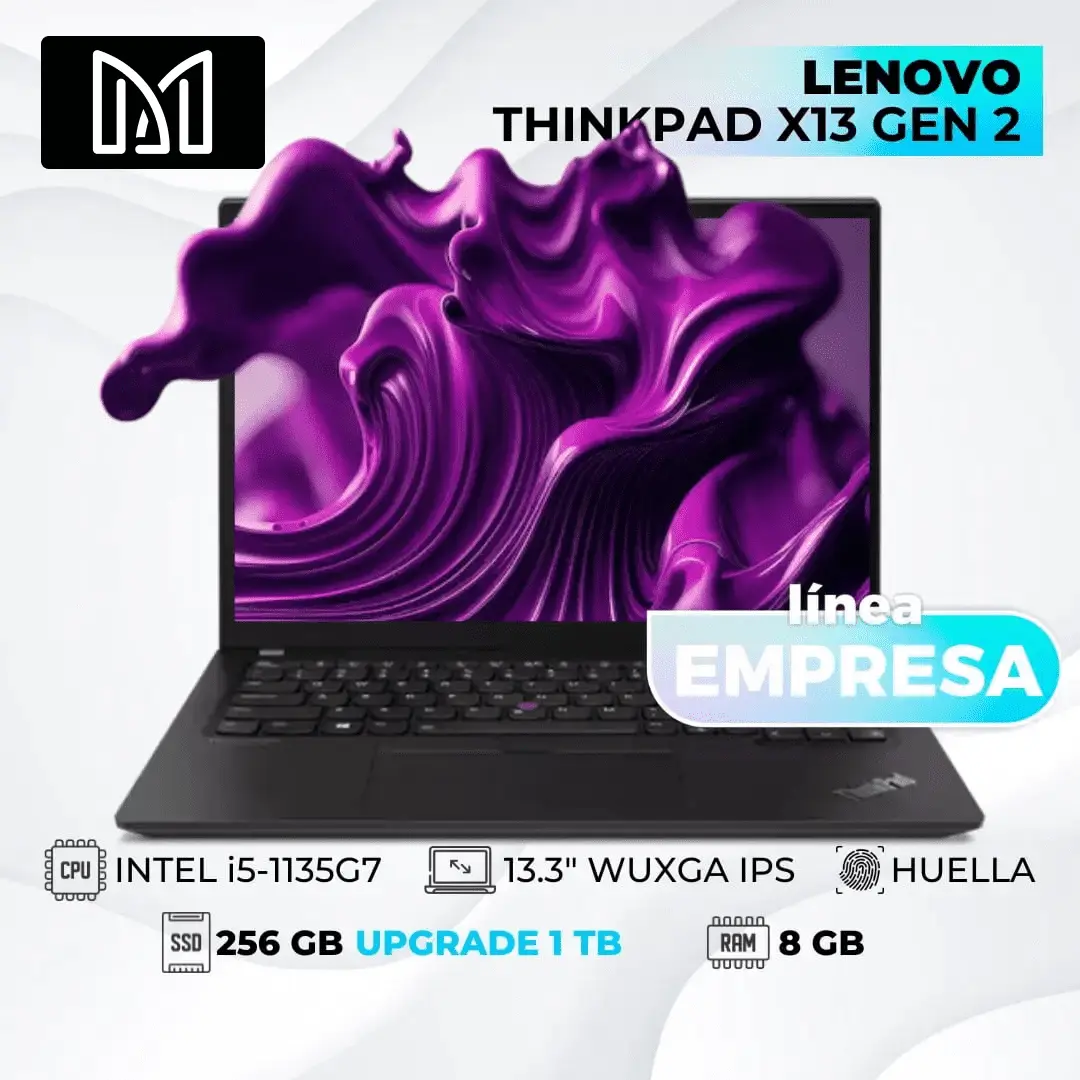 LENOVO
THINKPAD X13 GEN 2
línea
EMPRESA
ThinkPad
CPU INTEL i5-1135G7
13.3" WUXGA IPS
HUELLA
SSD 256 GB UPGRADE 1 TB
RAM 8 GB